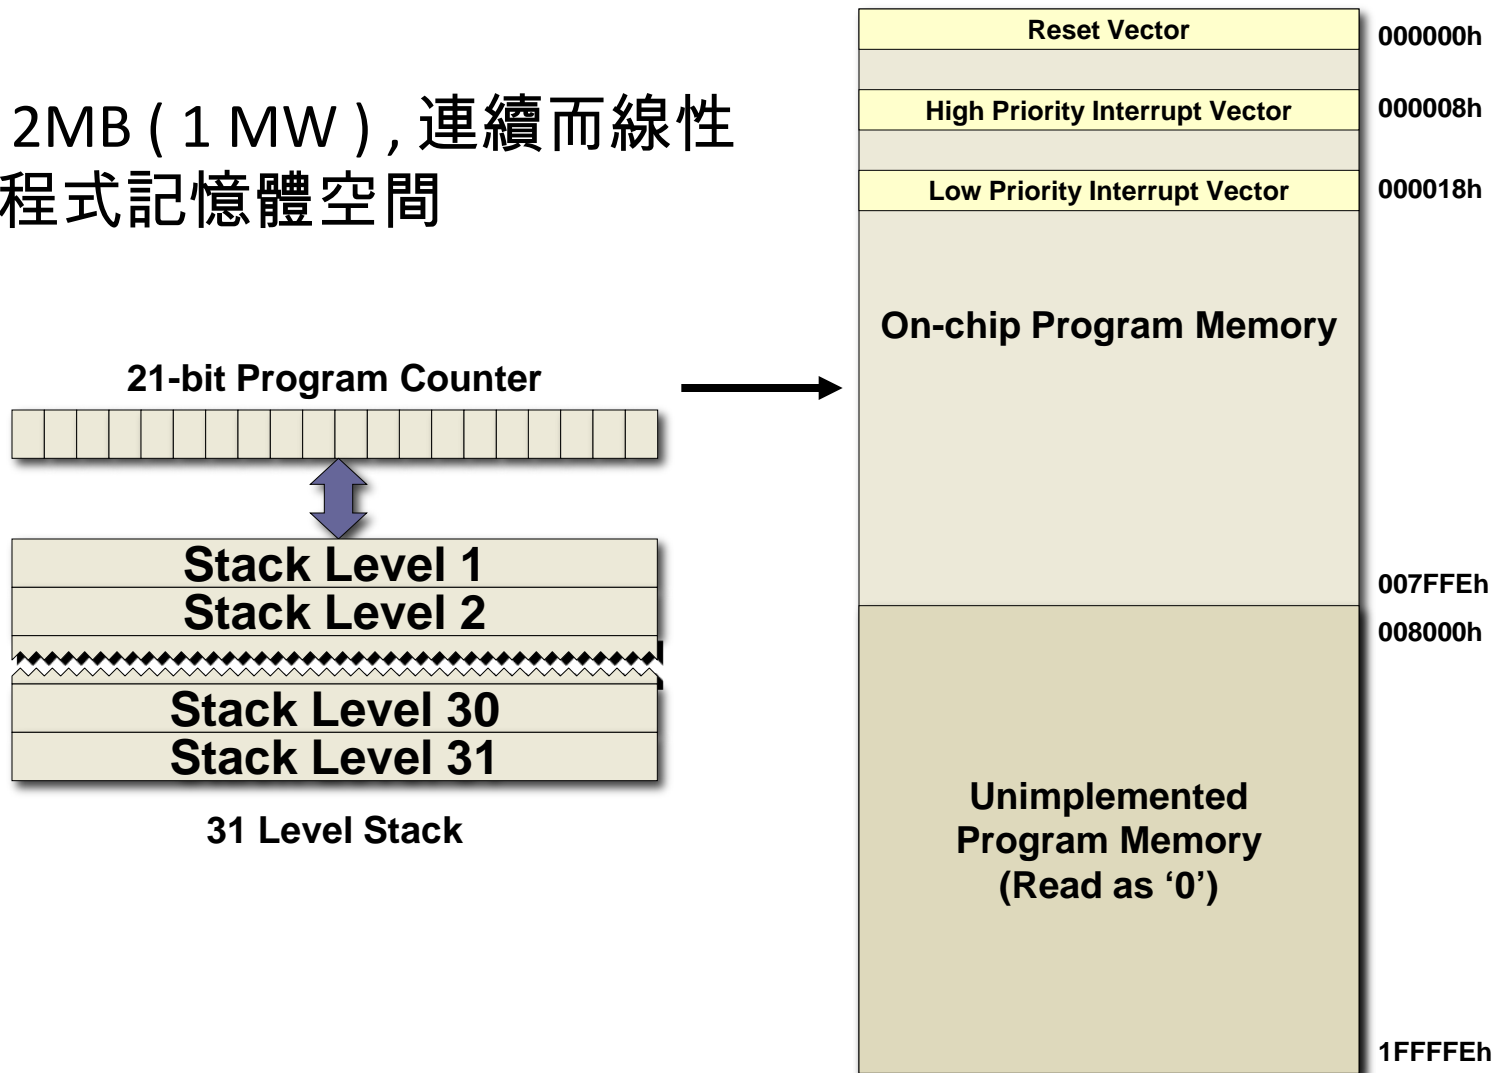 2MB ( 1 MW ) , 連續而線性
程式記憶體空間
21-bit Program Counter
Stack Level 1
Stack Level 2
Stack Level 30
Stack Level 31
31 Level Stack
Reset Vector
000000h
High Priority Interrupt Vector
000008h
Low Priority Interrupt Vector
000018h
On-chip Program Memory
007FFEh
008000h
Unimplemented
Program Memory
(Read as ‘0’)
1FFFFEh